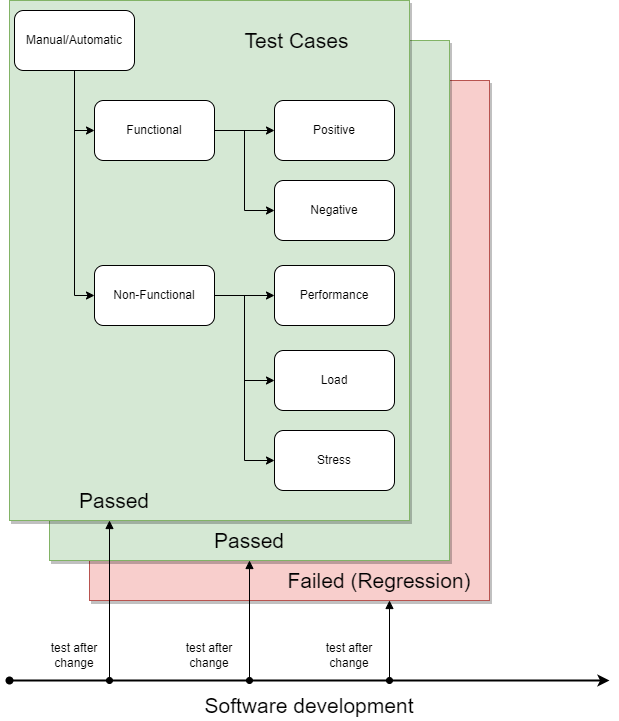 Manual/Automatic
Test Cases
Functional
Positive
Negative
Non-Functional
Performance
Load
Stress
Passed
Passed
Failed (Regression)
test after
change
test after
change
test after
change
Software development